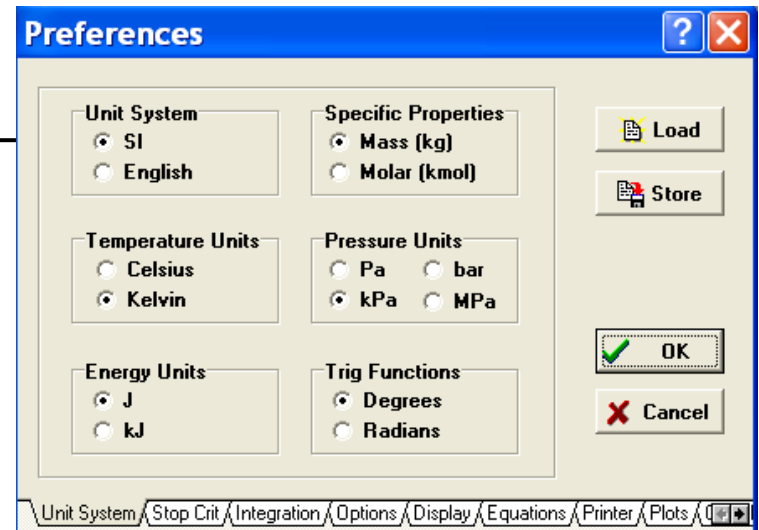 Preferences
Unit System
SI
English
Specific Properties
Mass (kg)
Molar (kmol)
Load
Store
Temperature Units
Celsius
Kelvin
Pressure Units
Pa
bar
kPa
MPa
Energy Units
J
kJ
Trig Functions
Degrees
Radians
OK
Cancel
Unit System Stop Crit Integration Options Display Equations Printer Plots